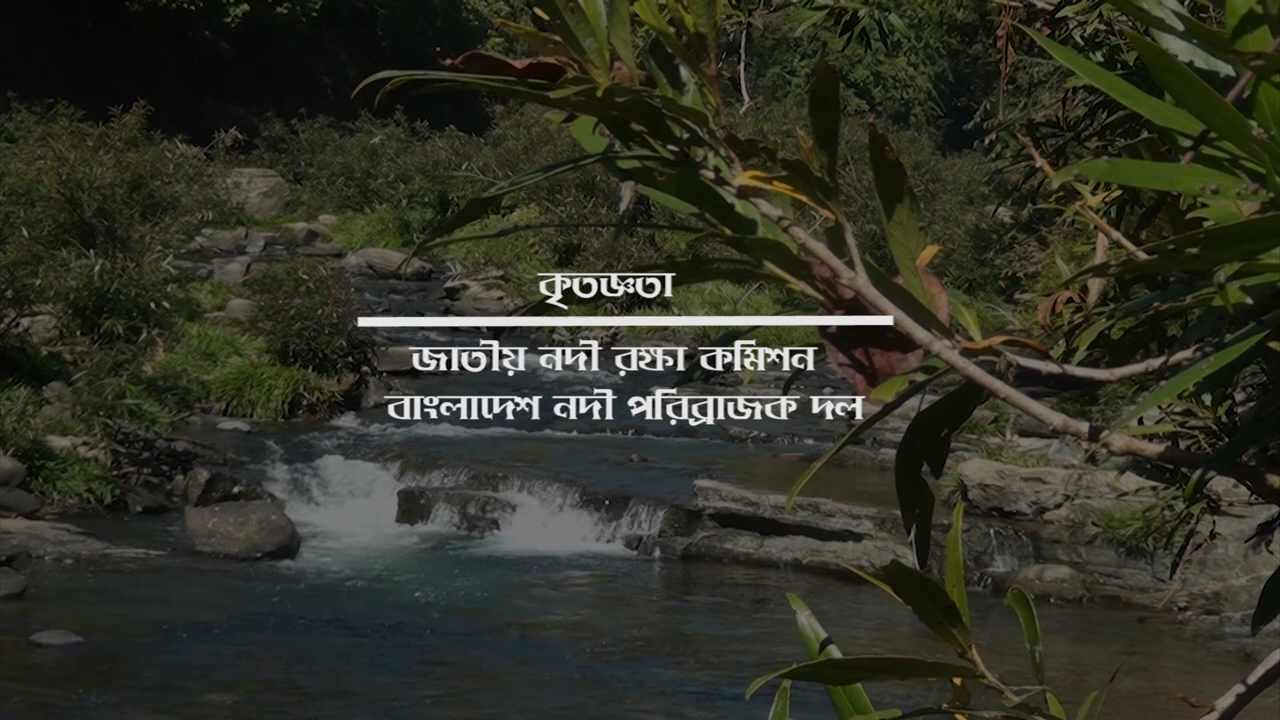 কৃতজ্ঞতা
জাতীয় নদী রক্ষা কমিশন
বাংলাদেশ নদী পরিব্রাজক দল